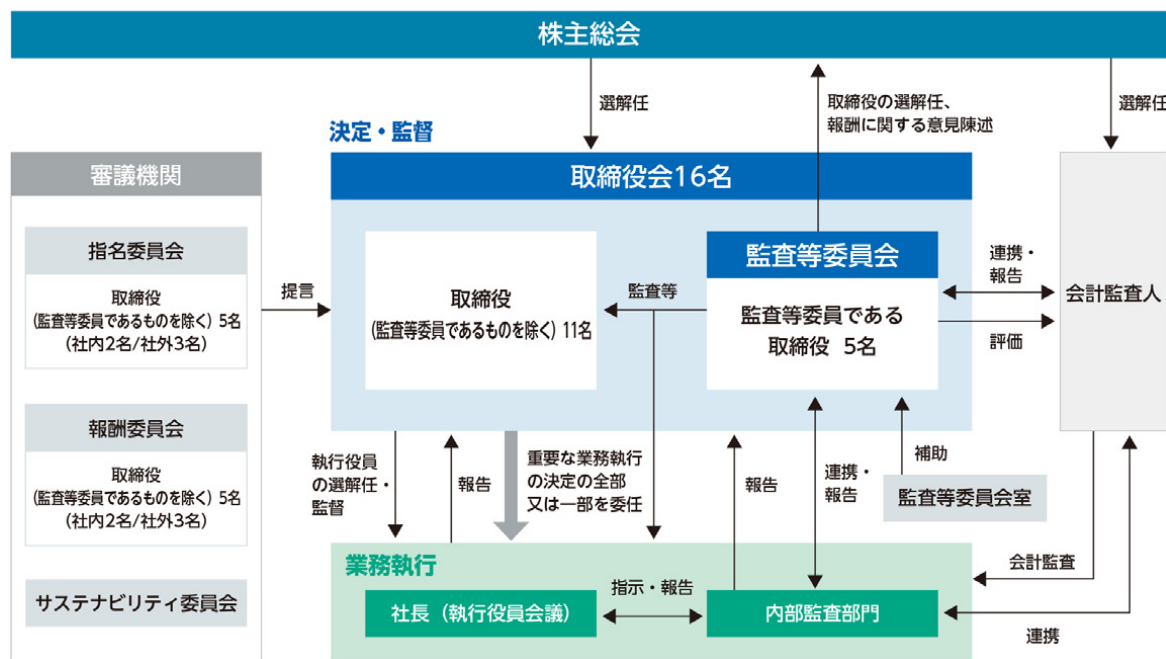 株主総会
選解任
取締役の選解任、
報酬に関する意見陳述
選解任
決定・監督
審議機関
指名委員会
取締役
(監査等委員であるものを除く) 5名
(社内2名/社外3名)
報酬委員会
取締役
(監査等委員であるものを除く) 5名
(社内2名/社外3名)
サステナビリティ委員会
提言
取締役会16名
取締役
(監査等委員であるものを除く) 11名
監査等
監査等委員会
監査等委員である
取締役 5名
連携・
報告
評価
会計監査人
執行役員
の選解任・
監督
報告
重要な業務執行
の決定の全部
又は一部を委任
報告
連携・
報告
補助
監査等委員会室
業務執行
社長（執行役員会議）
指示・報告
内部監査部門
会計監査
連携